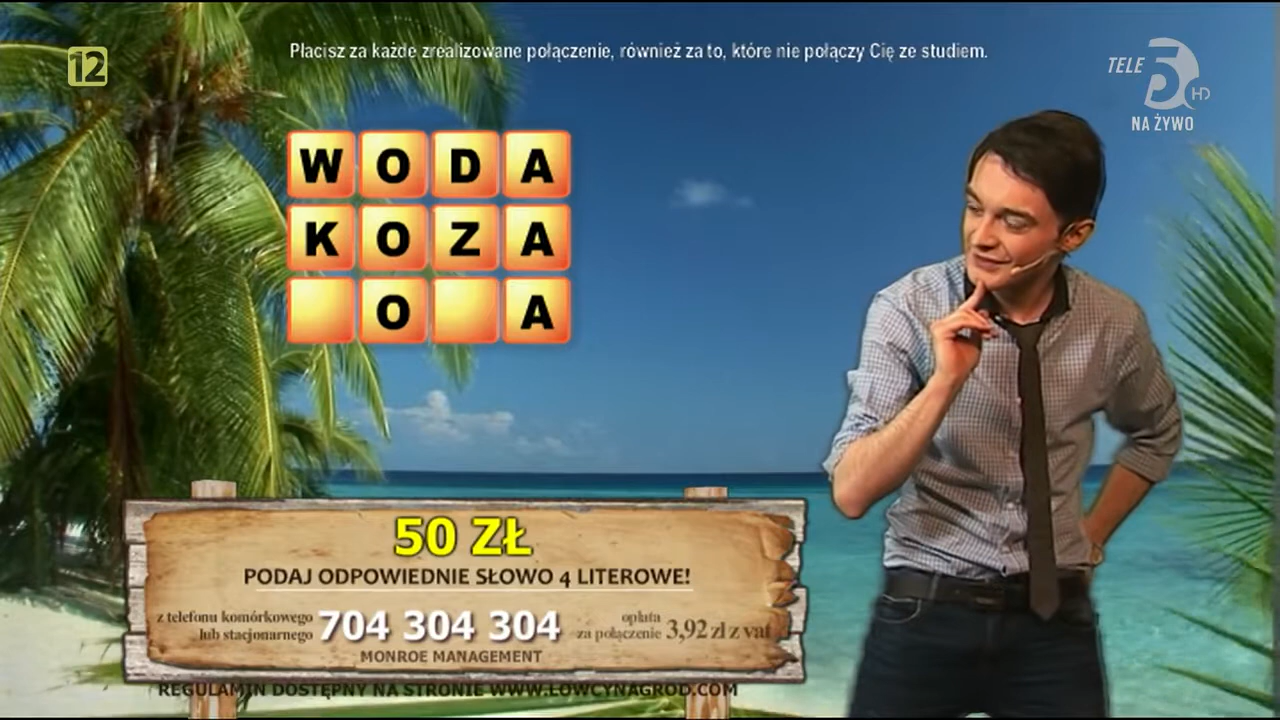 Płacisz za każde zrealizowane połączenie, również za to, które nie połączy Cię ze studiem.
12
TELE 5 HD
NA ŻYWO
WODA
KOZA
O A
50 ZŁ
PODAJ ODPOWIEDNIE SŁOWO 4 LITEROWE!
z telefonu komórkowego
lub stacjonarnego
704 304 304
opłata
za połączenie
3,92 zł z vat
MONROE MANAGEMENT
REGULAMIN DOSTĘPNY NA STRONIE WWW.LOWCYNAGROD.COM